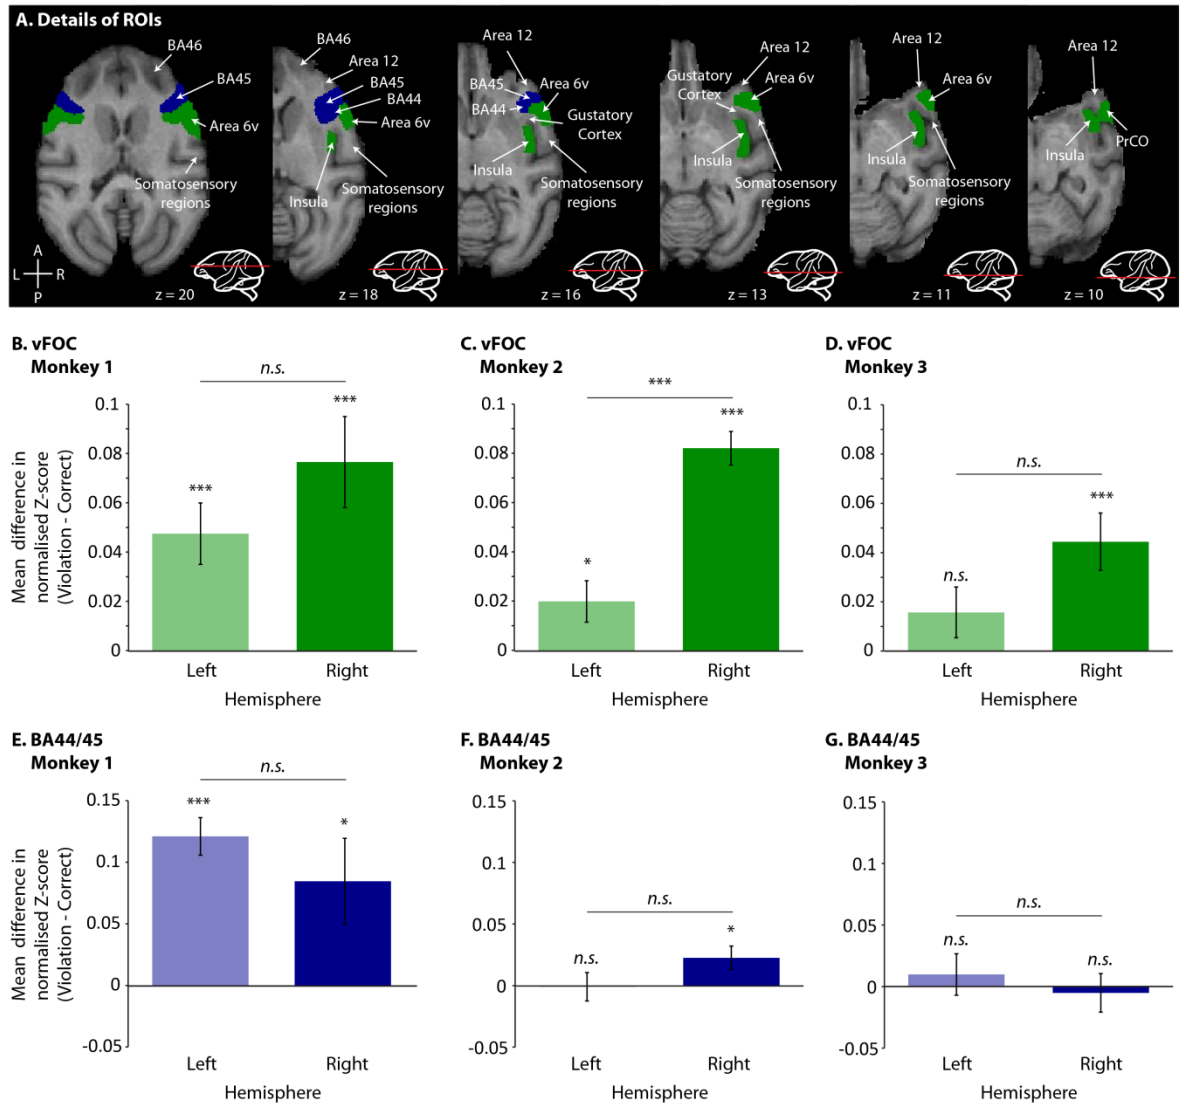 A. Details of ROIs
BA46
BA45
Area 6v
Somatosensory
regions
A
L
R
P
z = 20
BA46
Area 12
BA45
BA44
Area 6v
Insula
Somatosensory
regions
z = 18
Area 12
BA45
Area 6v
BA44
Gustatory
Cortex
Insula
Somatosensory
regions
z = 16
Area 12
Gustatory
Cortex
Area 6v
Insula
Somatosensory
regions
z = 13
Area 12
Area 6v
Insula
Somatosensory
regions
z = 11
Area 12
Insula
PrCO
z = 10
B. vFOC
Monkey 1
n.s.
***
***
0.1
0.08
0.06
0.04
0.02
0
Mean difference in
normalised Z-score
(Violation - Correct)
Left
Right
Hemisphere
C. vFOC
Monkey 2
***
***
*
0.1
0.08
0.06
0.04
0.02
0
Left
Right
Hemisphere
D. vFOC
Monkey 3
n.s.
***
n.s.
0.1
0.08
0.06
0.04
0.02
0
Left
Right
Hemisphere
E. BA44/45
Monkey 1
n.s.
***
*
0.15
0.1
0.05
0
-0.05
Mean difference in
normalised Z-score
(Violation - Correct)
Left
Right
Hemisphere
F. BA44/45
Monkey 2
n.s.
*
n.s.
0.15
0.1
0.05
0
-0.05
Left
Right
Hemisphere
G. BA44/45
Monkey 3
n.s.
n.s.
n.s.
0.15
0.1
0.05
0
-0.05
Left
Right
Hemisphere